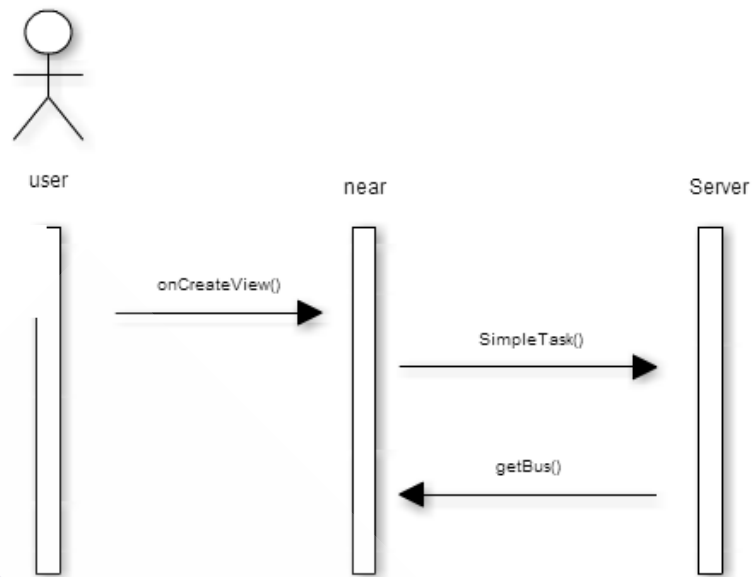 user
near
Server
onCreateView()
SimpleTask()
getBus()